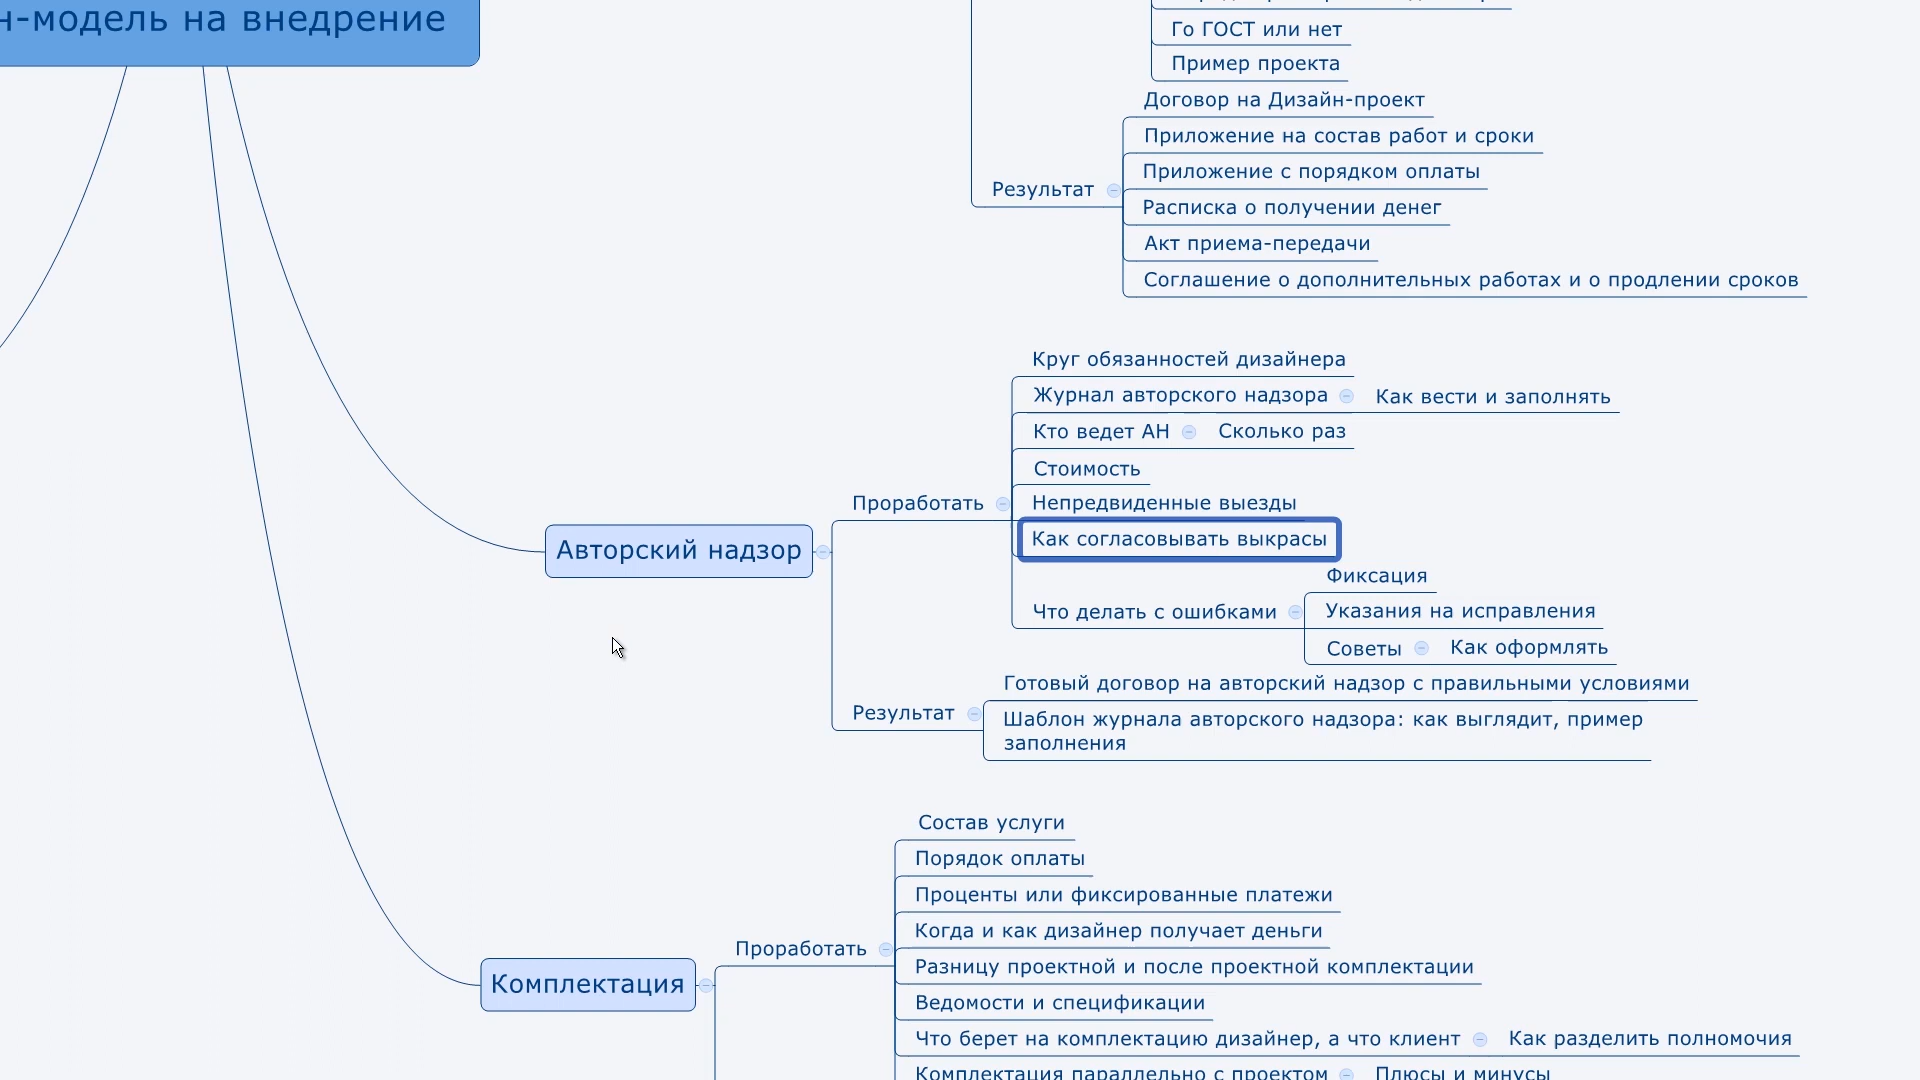 н-модель на внедрение
Го ГОСТ или нет
Пример проекта
Договор на Дизайн-проект
Приложение на состав работ и сроки
Приложение с порядком оплаты
Результат
Расписка о получении денег
Акт приема-передачи
Соглашение о дополнительных работах и о продлении сроков
Круг обязанностей дизайнера
Журнал авторского надзора Как вести и заполнять
Кто ведет АН Сколько раз
Стоимость
Проработать
Непредвиденные выезды
Как согласовывать выкрасы
Авторский надзор
Фиксация
Что делать с ошибками
Указания на исправления
Советы Как оформлять
Готовый договор на авторский надзор с правильными условиями
Результат
Шаблон журнала авторского надзора: как выглядит, пример
заполнения
Состав услуги
Порядок оплаты
Проценты или фиксированные платежи
Когда и как дизайнер получает деньги
Проработать
Разницу проектной и после проектной комплектации
Комплектация
Ведомости и спецификации
Что берет на комплектацию дизайнер, а что клиент Как разделить полномочия
Комплектация параллельно с проектом Плюсы и минусы